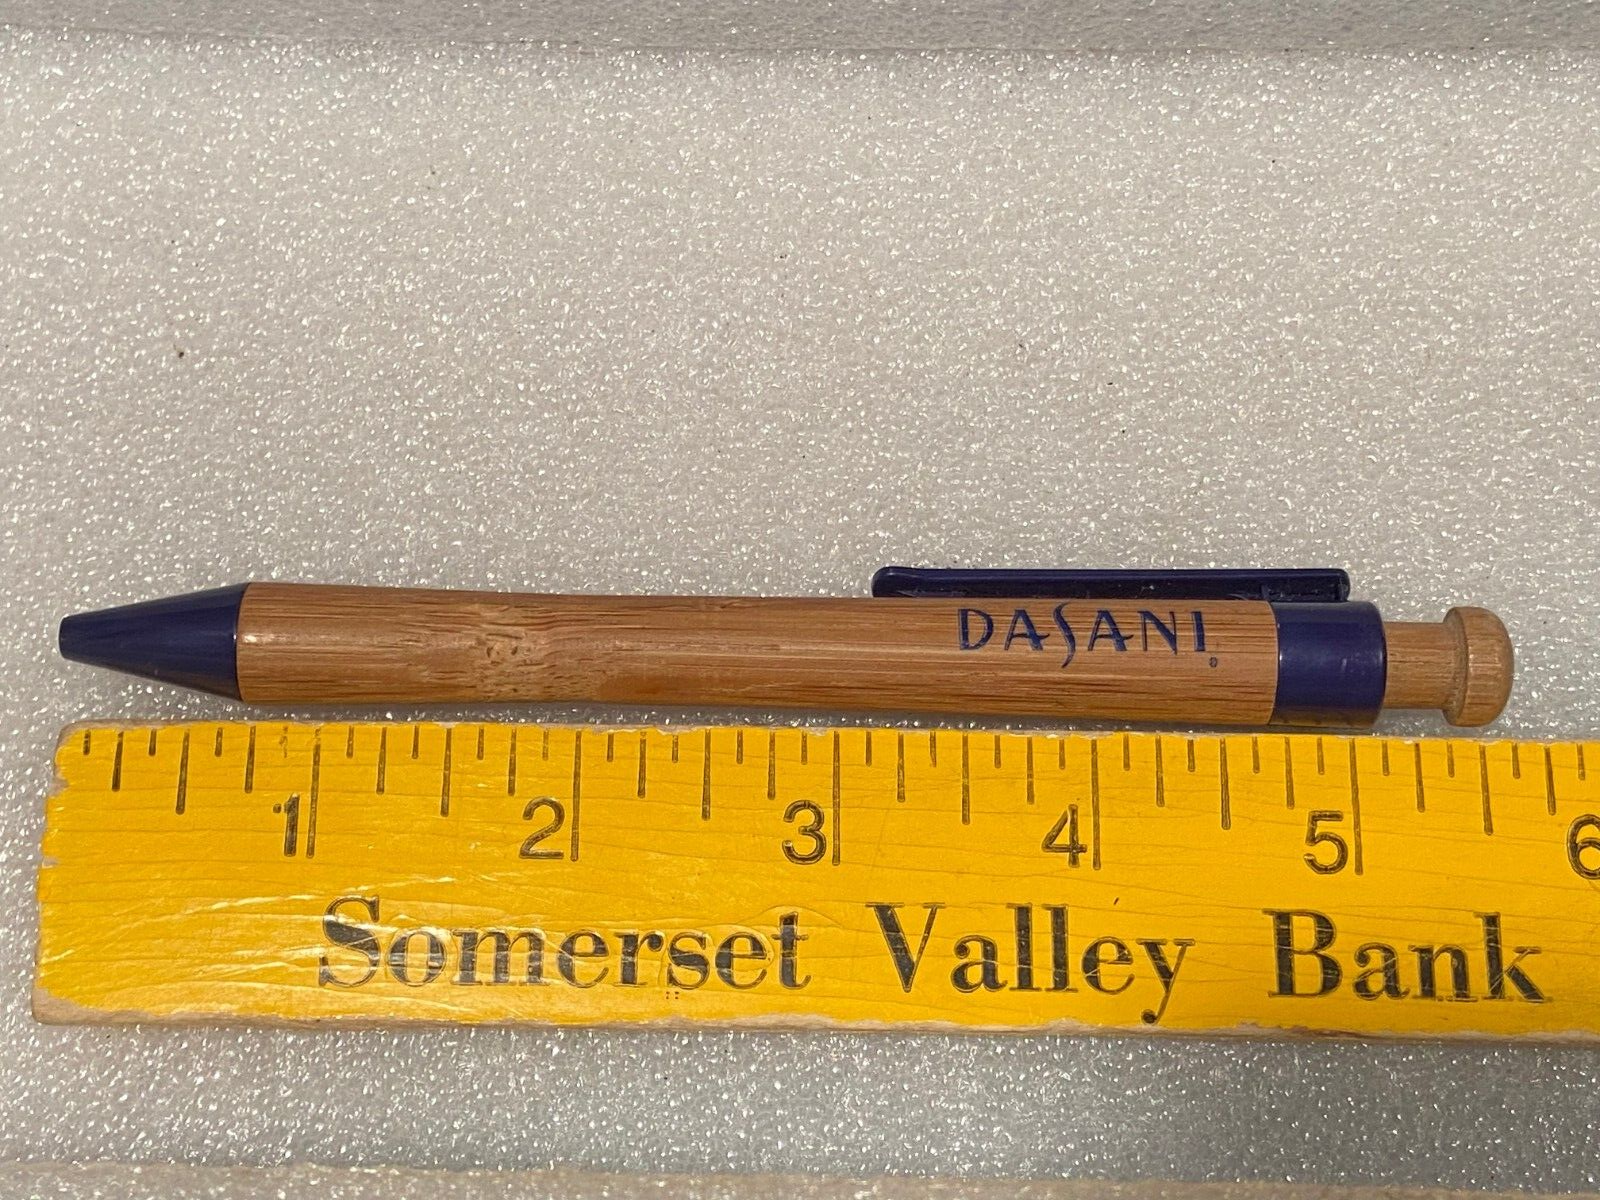 DASANI
1 2 3 4 5 6
Somerset Valley Bank